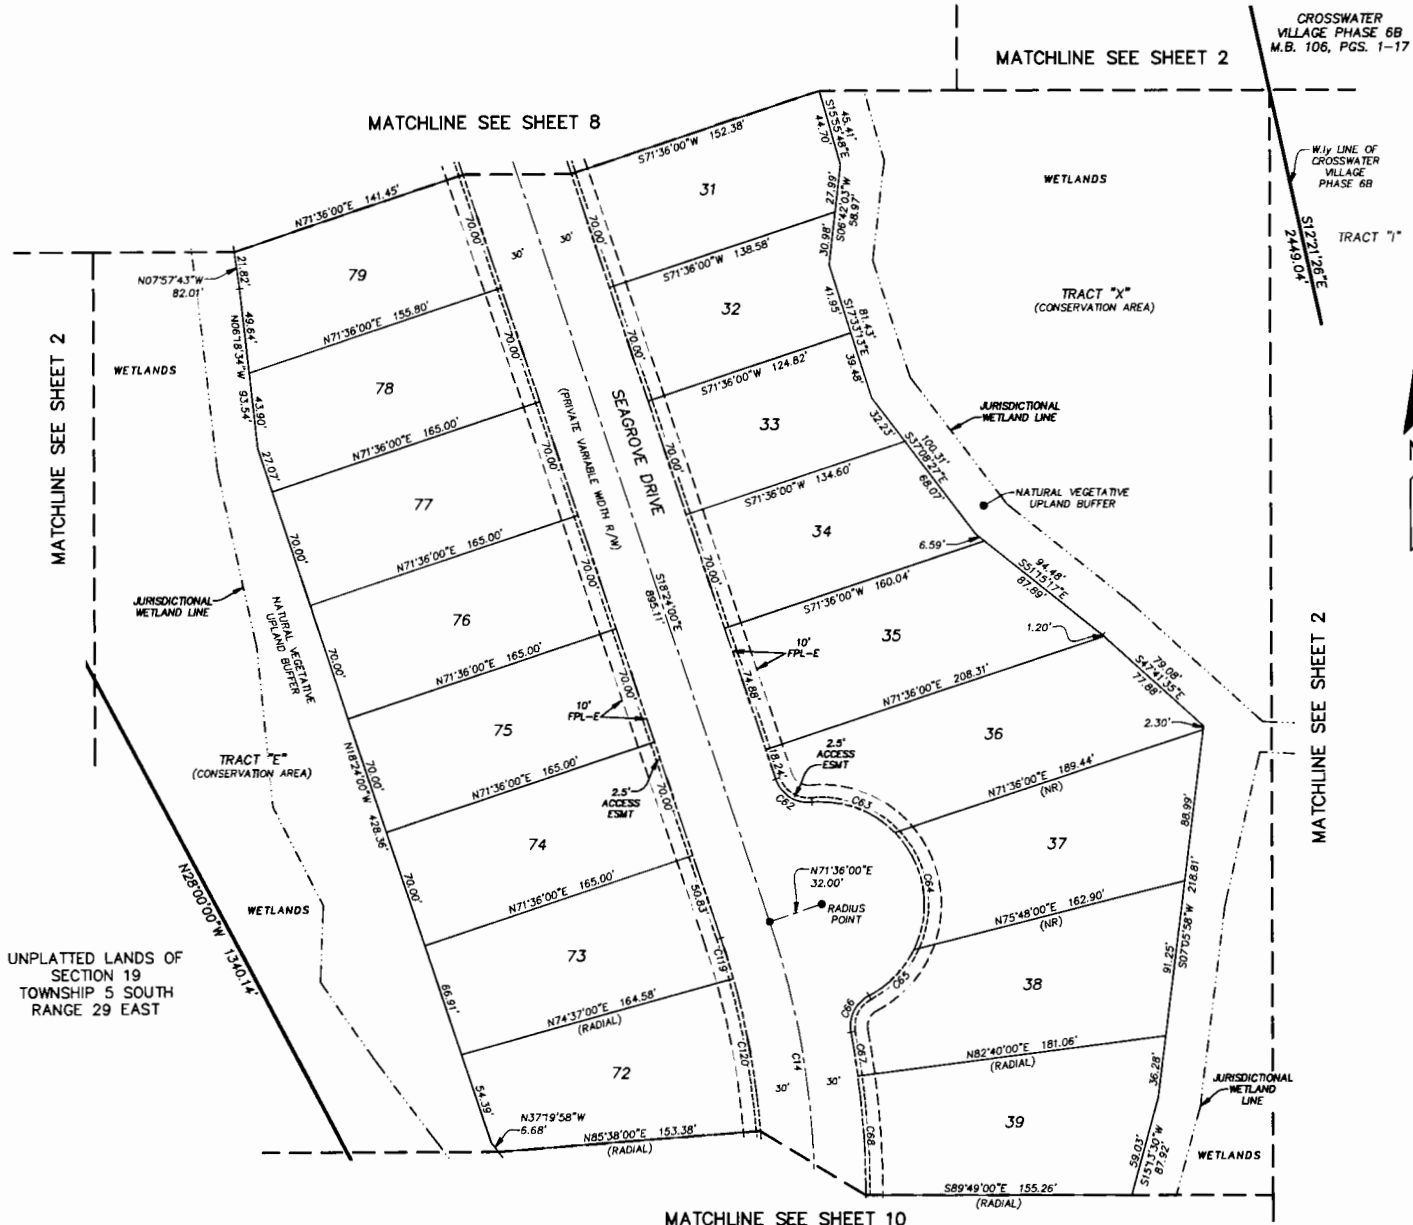 CROSSWATER
VILLAGE PHASE 6B
M.B. 106, PGS. 1-17
MATCHLINE SEE SHEET 2
MATCHLINE SEE SHEET 8
W.ly LINE OF
CROSSWATER
VILLAGE
PHASE 6B
S12°21'26"E
2449.04'
TRACT "I"
WETLANDS
TRACT "X"
(CONSERVATION AREA)
JURISDICTIONAL
WETLAND LINE
NATURAL VEGETATIVE
UPLAND BUFFER
S71°36'00"W 152.38'
31
S15°55'48"E
45.41'
44.70'
27.99'
S06°42'03"W
58.97'
30.98'
S71°36'00"W 138.58'
32
41.95'
S17°33'13"E
81.43'
39.48'
S71°36'00"W 124.82'
33
32.23'
S37°08'27"E
100.31'
68.07'
S71°36'00"W 134.60'
34
6.59'
S71°36'00"W 160.04'
35
94.48'
S51°15'17"E
87.89'
1.20'
N71°36'00"E 208.31'
36
79.08'
S47°41'35"E
77.88'
2.30'
N71°36'00"E 189.44'
(NR)
37
88.99'
S07°05'58"W 218.81'
N75°48'00"E 162.90'
(NR)
38
91.25'
N82°40'00"E 181.06'
(RADIAL)
36.28'
39
59.03'
S15°13'30"W
87.92'
S89°49'00"E 155.26'
(RADIAL)
JURISDICTIONAL
WETLAND
LINE
WETLANDS
MATCHLINE SEE SHEET 2
MATCHLINE SEE SHEET 10
70.00'
70.00'
70.00'
70.00'
70.00'
74.88'
18.24'
10'
FPL-E
2.5'
ACCESS
ESMT
C62
C63
C64
C65
C66
C67
C68
N71°36'00"E
32.00'
RADIUS
POINT
30'
30'
SEAGROVE DRIVE
(PRIVATE VARIABLE WIDTH R/W)
S18°24'00"E
895.11'
C14
30'
30'
N71°36'00"E 141.45'
79
21.82'
N07°57'43"W
82.01'
49.64'
N06°18'34"W
93.54'
N71°36'00"E 155.80'
78
43.90'
27.07'
N71°36'00"E 165.00'
77
70.00'
N71°36'00"E 165.00'
76
70.00'
N71°36'00"E 165.00'
75
70.00'
N18°24'00"W 428.36'
N71°36'00"E 165.00'
74
70.00'
N71°36'00"E 165.00'
73
66.91'
N74°37'00"E 164.58'
(RADIAL)
72
54.39'
N37°19'58"W
6.68'
N85°38'00"E 153.38'
(RADIAL)
70.00'
70.00'
70.00'
70.00'
70.00'
70.00'
50.83'
C119
C120
10'
FPL-E
2.5'
ACCESS
ESMT
MATCHLINE SEE SHEET 2
WETLANDS
JURISDICTIONAL
WETLAND LINE
NATURAL VEGETATIVE
UPLAND BUFFER
TRACT "E"
(CONSERVATION AREA)
WETLANDS
N28°00'00"W 1340.14'
UNPLATTED LANDS OF
SECTION 19
TOWNSHIP 5 SOUTH
RANGE 29 EAST